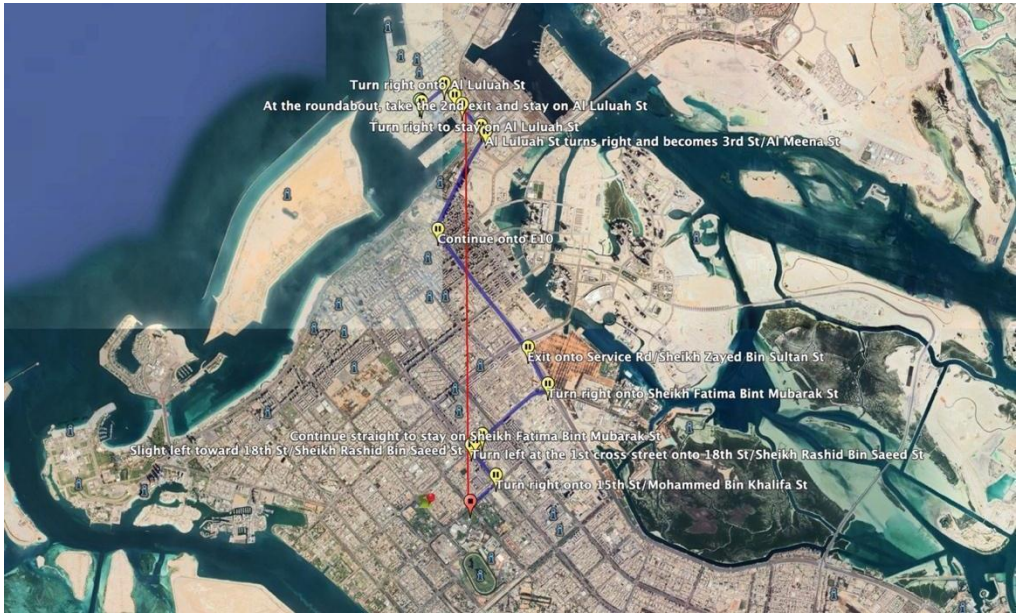 Turn right onto Al Luluah St
At the roundabout, take the 2nd exit and stay on Al Luluah St
Turn right to stay on Al Luluah St
Al Luluah St turns right and becomes 3rd St/Al Meena St
Continue onto E10
Exit onto Service Rd/Sheikh Zayed Bin Sultan St
Turn right onto Sheikh Fatima Bint Mubarak St
Continue straight to stay on Sheikh Fatima Bint Mubarak St
Slight left toward 18th St/Sheikh Rashid Bin Saeed St
Turn left at the 1st cross street onto 18th St/Sheikh Rashid Bin Saeed St
Turn right onto 15th St/Mohammed Bin Khalifa St